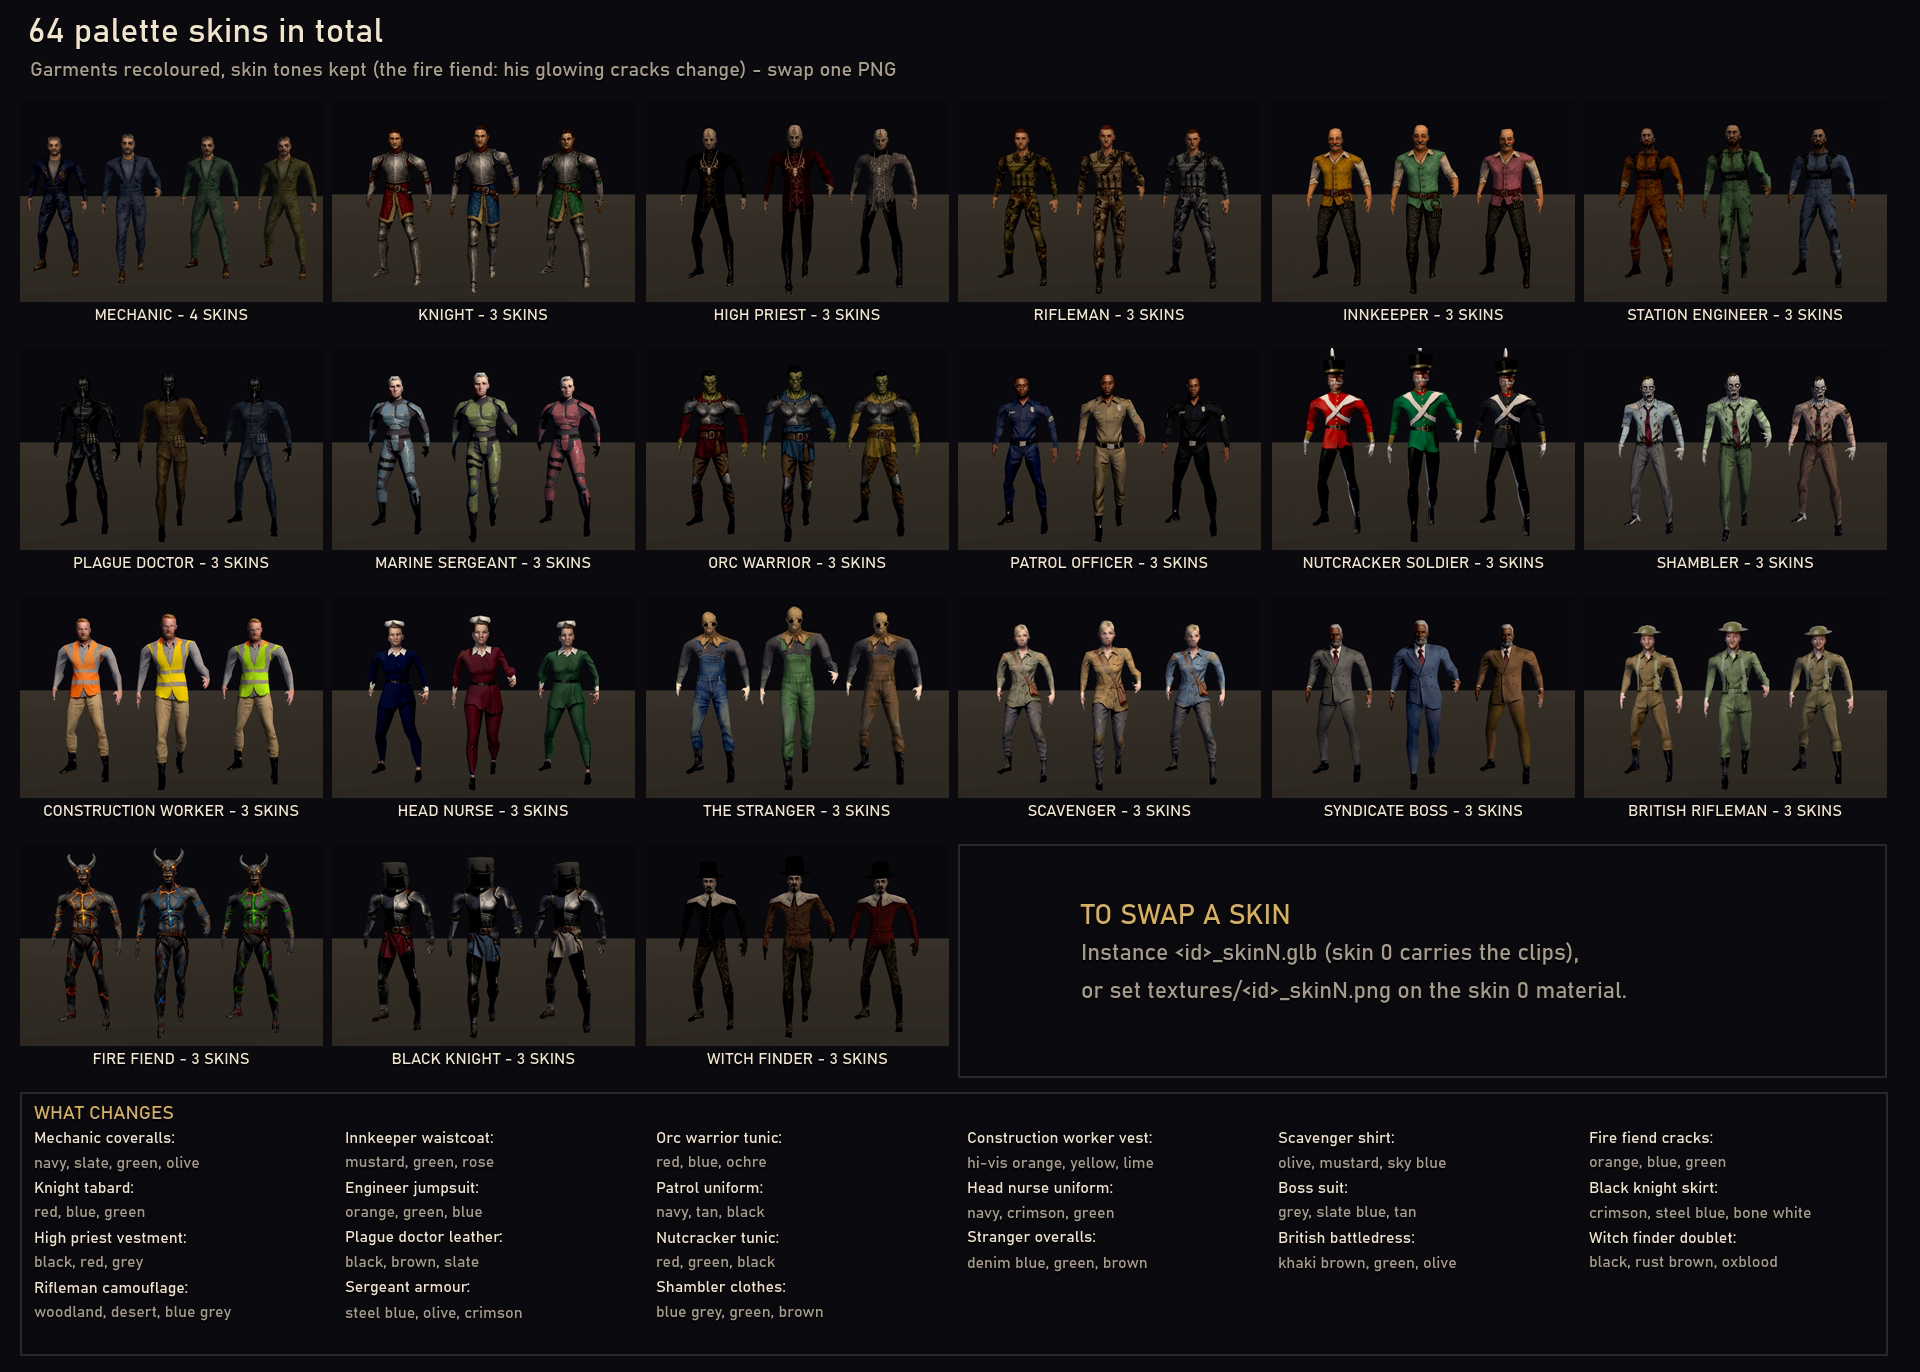 64 palette skins in total
Garments recoloured, skin tones kept (the fire fiend: his glowing cracks change) - swap one PNG
MECHANIC - 4 SKINS
KNIGHT - 3 SKINS
HIGH PRIEST - 3 SKINS
RIFLEMAN - 3 SKINS
INNKEEPER - 3 SKINS
STATION ENGINEER - 3 SKINS
PLAGUE DOCTOR - 3 SKINS
MARINE SERGEANT - 3 SKINS
ORC WARRIOR - 3 SKINS
PATROL OFFICER - 3 SKINS
NUTCRACKER SOLDIER - 3 SKINS
SHAMBLER - 3 SKINS
CONSTRUCTION WORKER - 3 SKINS
HEAD NURSE - 3 SKINS
THE STRANGER - 3 SKINS
SCAVENGER - 3 SKINS
SYNDICATE BOSS - 3 SKINS
BRITISH RIFLEMAN - 3 SKINS
FIRE FIEND - 3 SKINS
BLACK KNIGHT - 3 SKINS
WITCH FINDER - 3 SKINS
TO SWAP A SKIN
Instance <id>_skinN.glb (skin 0 carries the clips),
or set textures/<id>_skinN.png on the skin 0 material.
WHAT CHANGES
Mechanic coveralls:
navy, slate, green, olive
Knight tabard:
red, blue, green
High priest vestment:
black, red, grey
Rifleman camouflage:
woodland, desert, blue grey
Innkeeper waistcoat:
mustard, green, rose
Engineer jumpsuit:
orange, green, blue
Plague doctor leather:
black, brown, slate
Sergeant armour:
steel blue, olive, crimson
Orc warrior tunic:
red, blue, ochre
Patrol uniform:
navy, tan, black
Nutcracker tunic:
red, green, black
Shambler clothes:
blue grey, green, brown
Construction worker vest:
hi-vis orange, yellow, lime
Head nurse uniform:
navy, crimson, green
Stranger overalls:
denim blue, green, brown
Scavenger shirt:
olive, mustard, sky blue
Boss suit:
grey, slate blue, tan
British battledress:
khaki brown, green, olive
Fire fiend cracks:
orange, blue, green
Black knight skirt:
crimson, steel blue, bone white
Witch finder doublet:
black, rust brown, oxblood